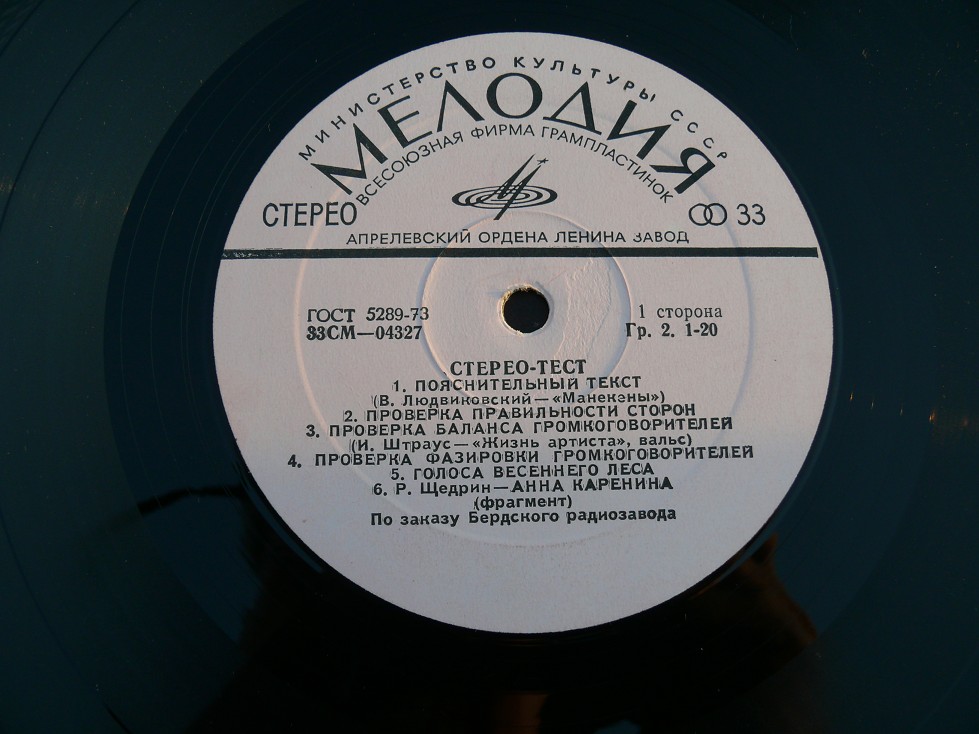 МИНИСТЕРСТВО КУЛЬТУРЫ СССР
МЕЛОДИЯ
ВСЕСОЮЗНАЯ ФИРМА ГРАМПЛАСТИНОК
СТЕРЕО
33
АПРЕЛЕВСКИЙ ОРДЕНА ЛЕНИНА ЗАВОД
ГОСТ 5289-73
1 сторона
33СМ—04327
Гр. 2. 1-20
СТЕРЕО-ТЕСТ
1. ПОЯСНИТЕЛЬНЫЙ ТЕКСТ
(В. Людвиковский—«Манекены»)
2. ПРОВЕРКА ПРАВИЛЬНОСТИ СТОРОН
3. ПРОВЕРКА БАЛАНСА ГРОМКОГОВОРИТЕЛЕЙ
(И. Штраус—«Жизнь артиста», вальс)
4. ПРОВЕРКА ФАЗИРОВКИ ГРОМКОГОВОРИТЕЛЕЙ
5. ГОЛОСА ВЕСЕННЕГО ЛЕСА
6. Р. Щедрин—АННА КАРЕНИНА
(фрагмент)
По заказу Бердского радиозавода